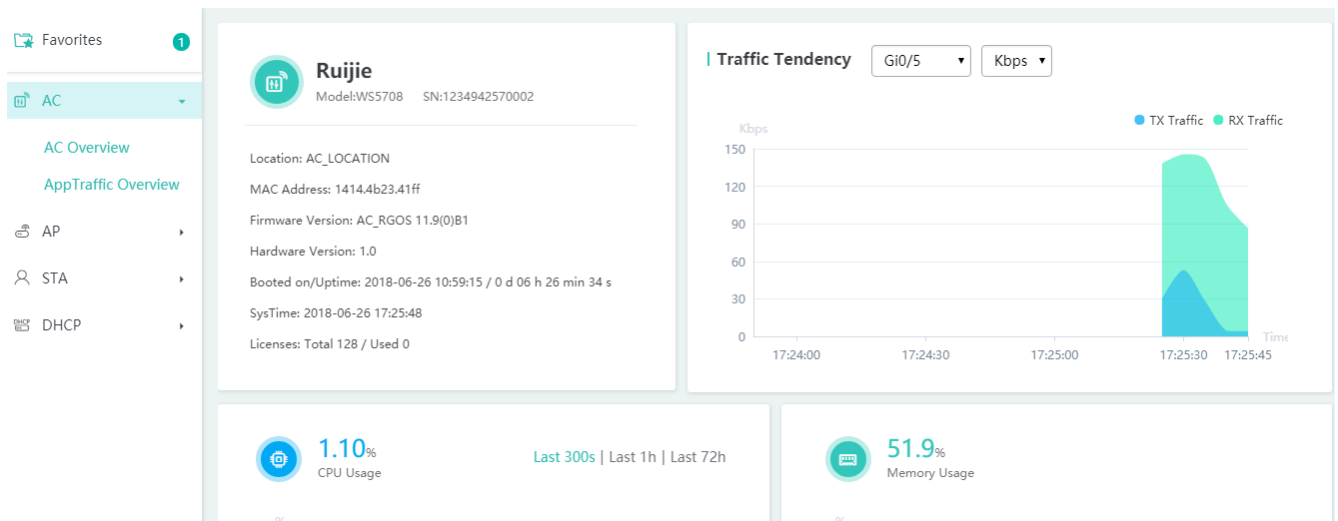 Favorites 1
AC
AC Overview
AppTraffic Overview
AP
STA
DHCP
Ruijie
Model:WS5708 SN:1234942570002
Location: AC_LOCATION
MAC Address: 1414.4b23.41ff
Firmware Version: AC_RGOS 11.9(0)B1
Hardware Version: 1.0
Booted on/Uptime: 2018-06-26 10:59:15 / 0 d 06 h 26 min 34 s
SysTime: 2018-06-26 17:25:48
Licenses: Total 128 / Used 0
Traffic Tendency Gi0/5 Kbps
TX Traffic RX Traffic
Kbps
150
120
90
60
30
0
Time
17:24:00 17:24:30 17:25:00 17:25:30 17:25:45
1.10%
CPU Usage
Last 300s | Last 1h | Last 72h
%
51.9%
Memory Usage
%